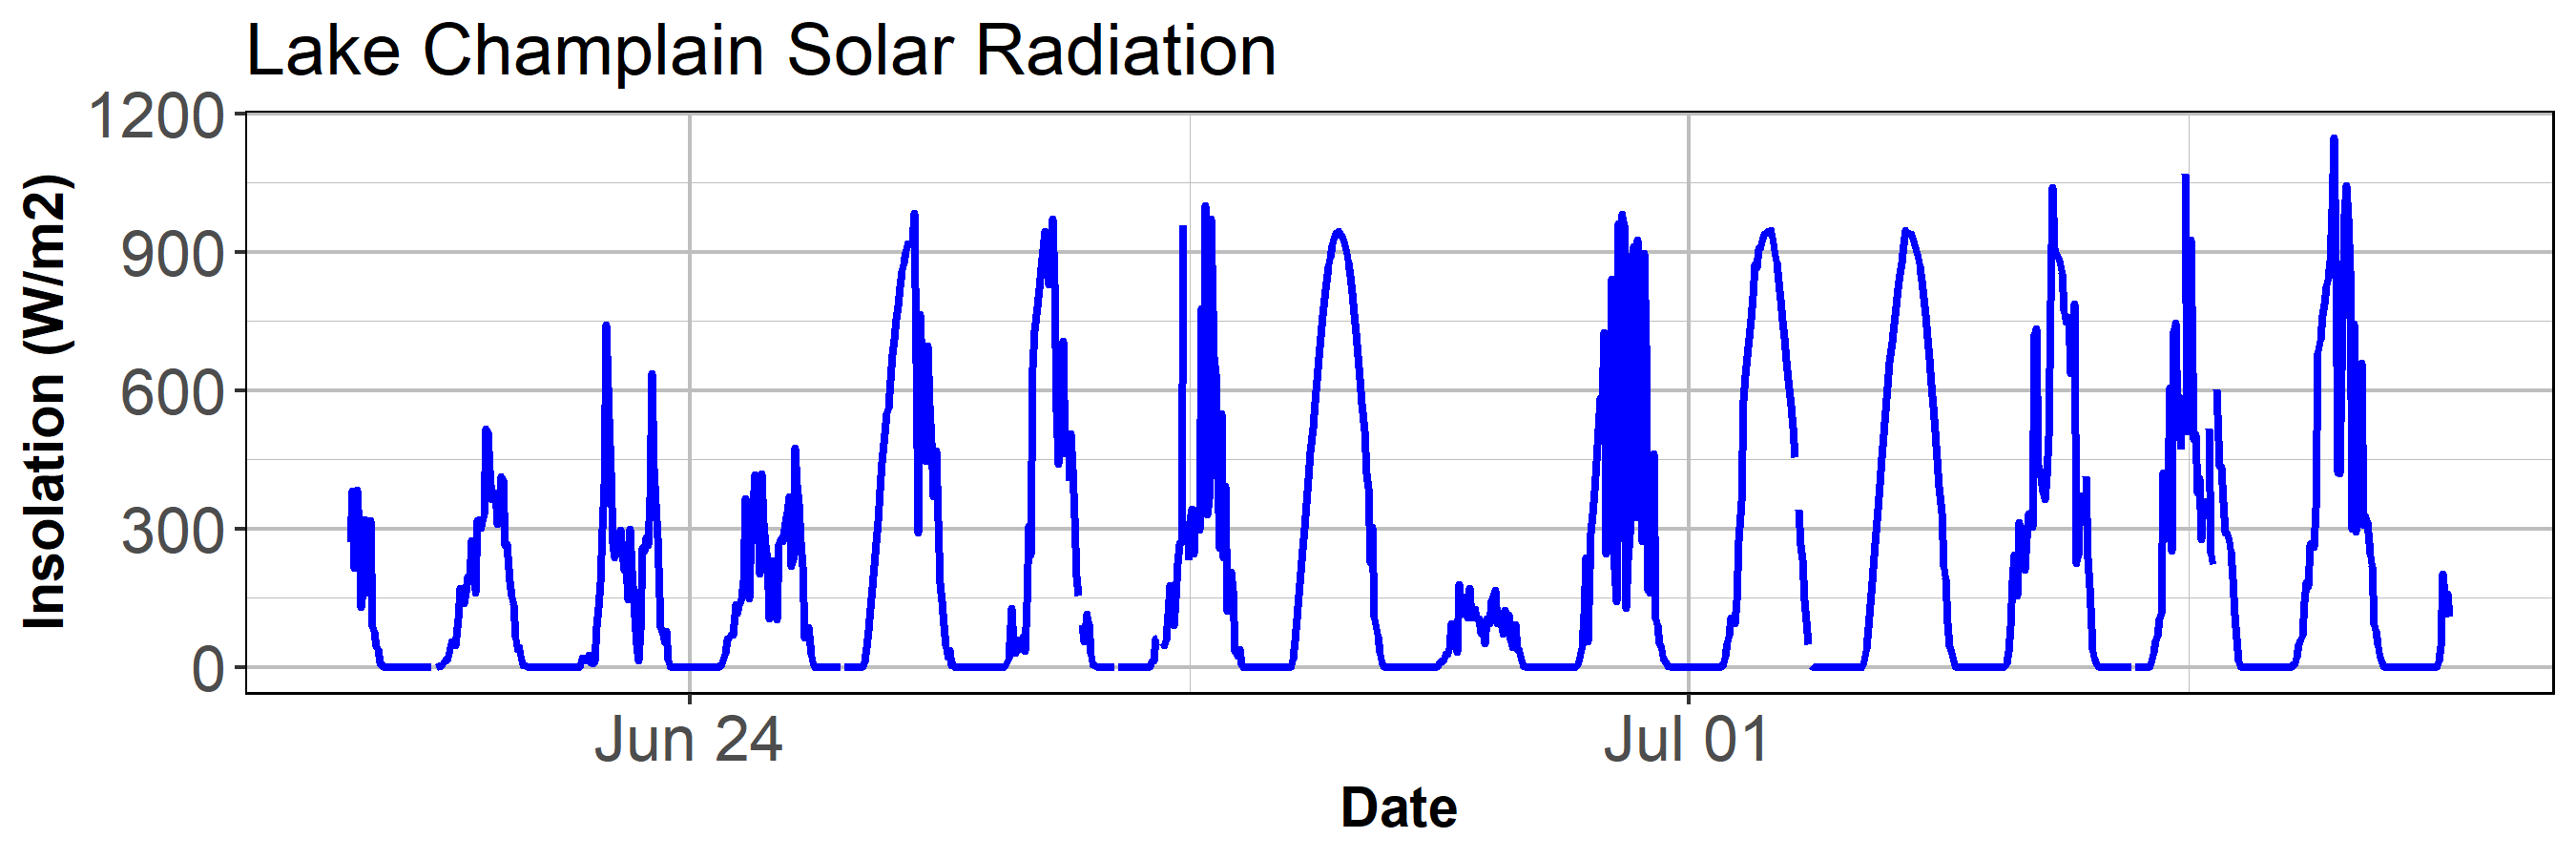 Lake Champlain Solar Radiation
1200
900
600
300
0
Insolation (W/m2)
Jun 24
Jul 01
Date